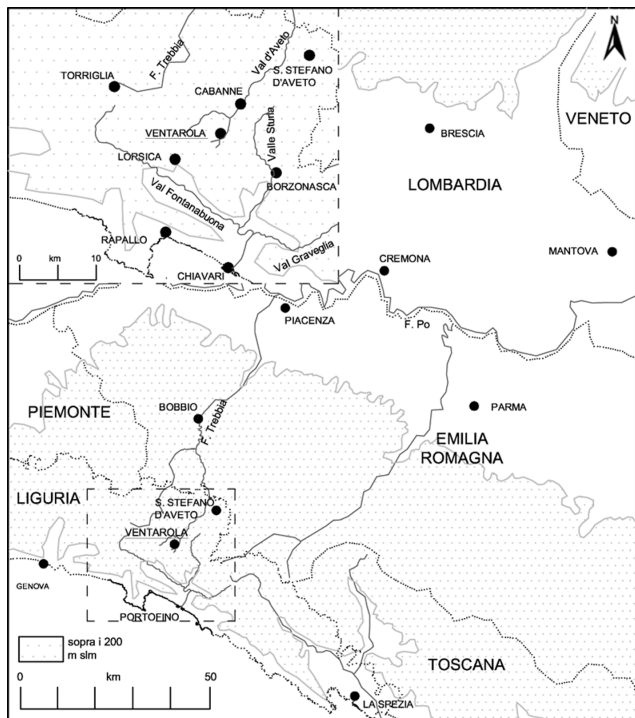 N
F. Trebbia
Val d'Aveto
TORRIGLIA
S. STEFANO
D'AVETO
CABANNE
VENTAROLA
Valle Sturla
LORSICA
BORZONASCA
Val Fontanabuona
RAPALLO
Val Graveglia
CHIAVARI
0 km 10
VENETO
BRESCIA
LOMBARDIA
MANTOVA
CREMONA
PIACENZA
F. Po
PIEMONTE
BOBBIO
F. Trebbia
PARMA
EMILIA
ROMAGNA
LIGURIA
S. STEFANO
D'AVETO
VENTAROLA
GENOVA
PORTOFINO
sopra i 200
m slm
TOSCANA
0 km 50
LA SPEZIA